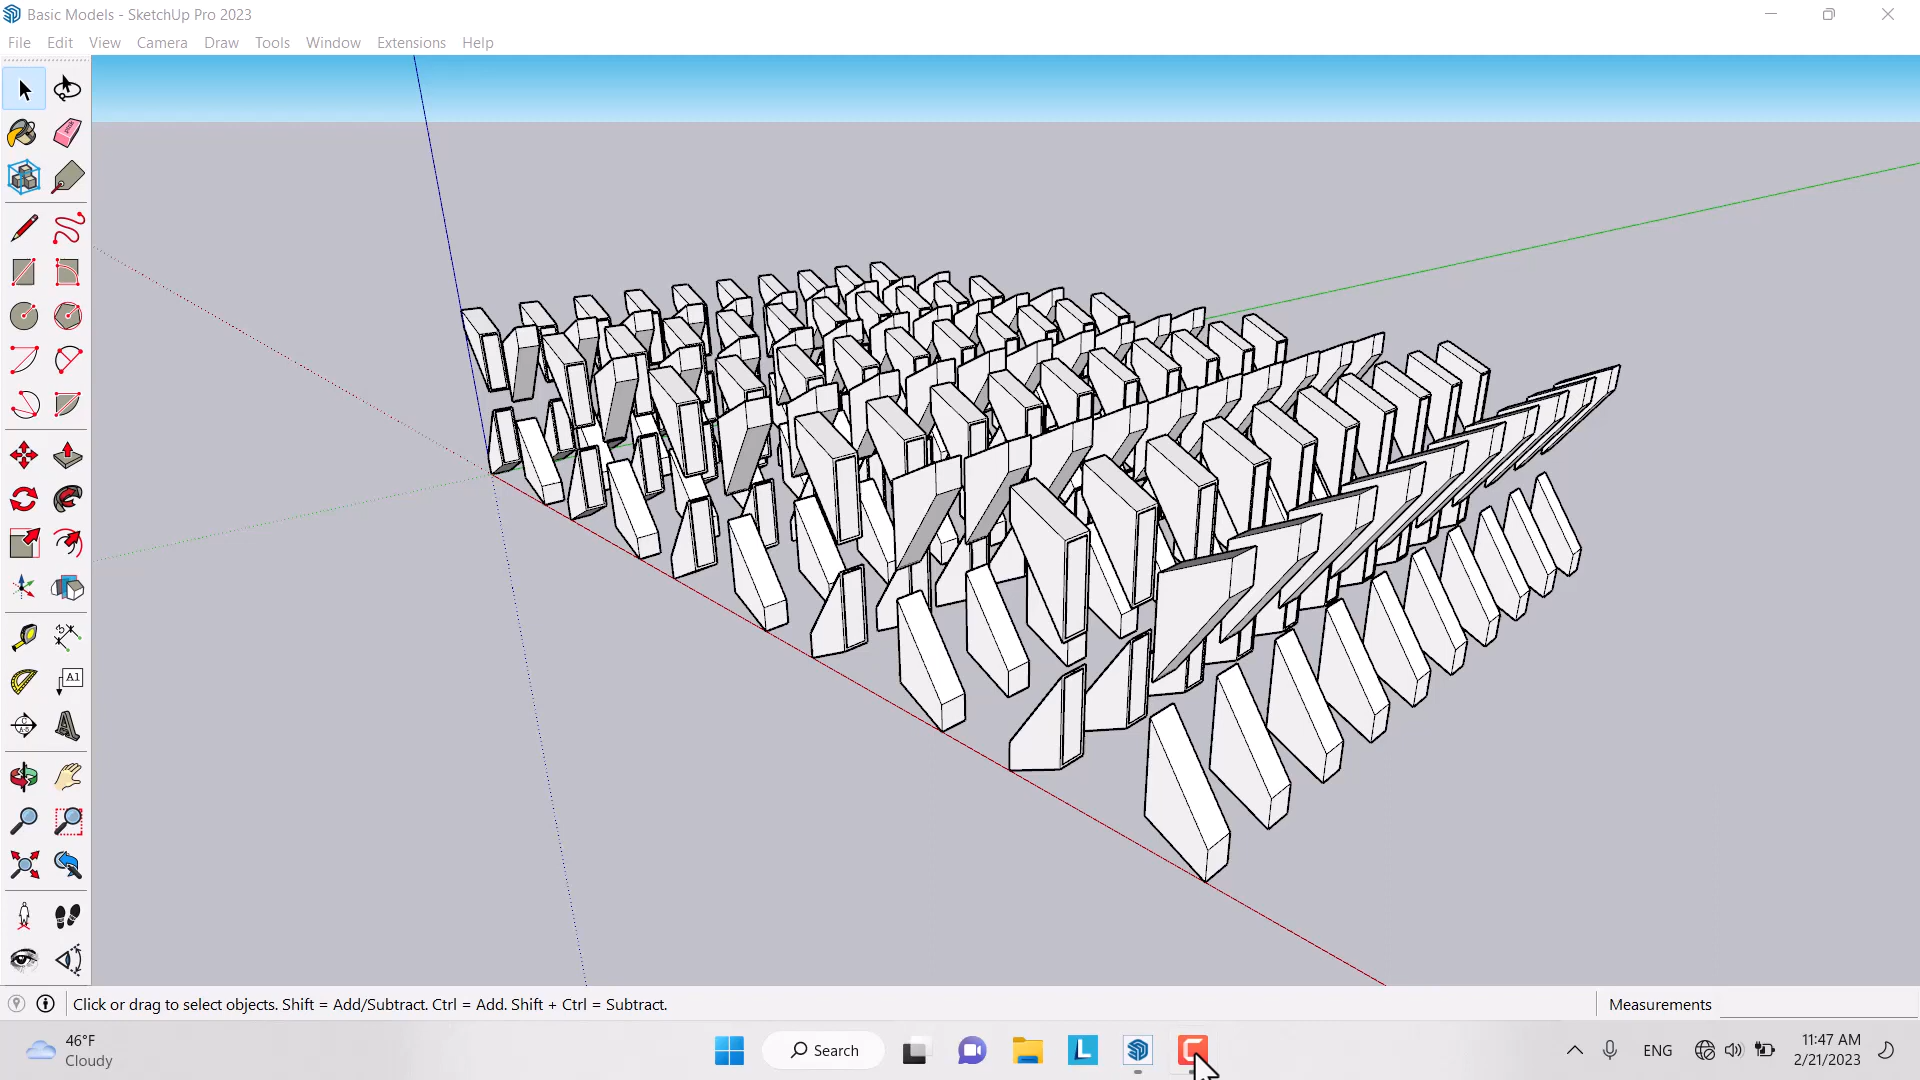 Basic Models - SketchUp Pro 2023
File Edit View Camera Draw Tools Window Extensions Help
A1
Click or drag to select objects. Shift = Add/Subtract. Ctrl = Add. Shift + Ctrl = Subtract.
Measurements
46°F
Cloudy
Search
L
ENG
11:47 AM
2/21/2023